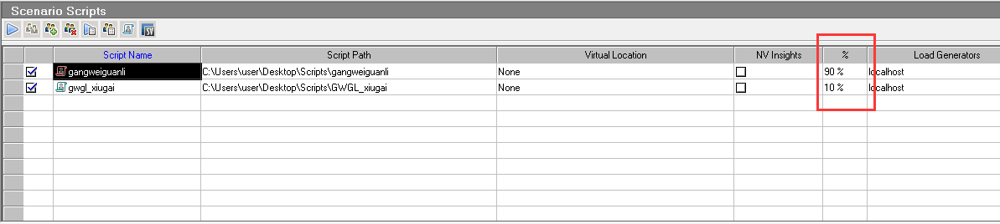 Scenario Scripts
SV
Script Name Script Path Virtual Location NV Insights % Load Generators
gangweiguanli C:\Users\user\Desktop\Scripts\gangweiguanli None 90 % localhost
gwgl_xiugai C:\Users\user\Desktop\Scripts\GWGL_xiugai None 10 % localhost